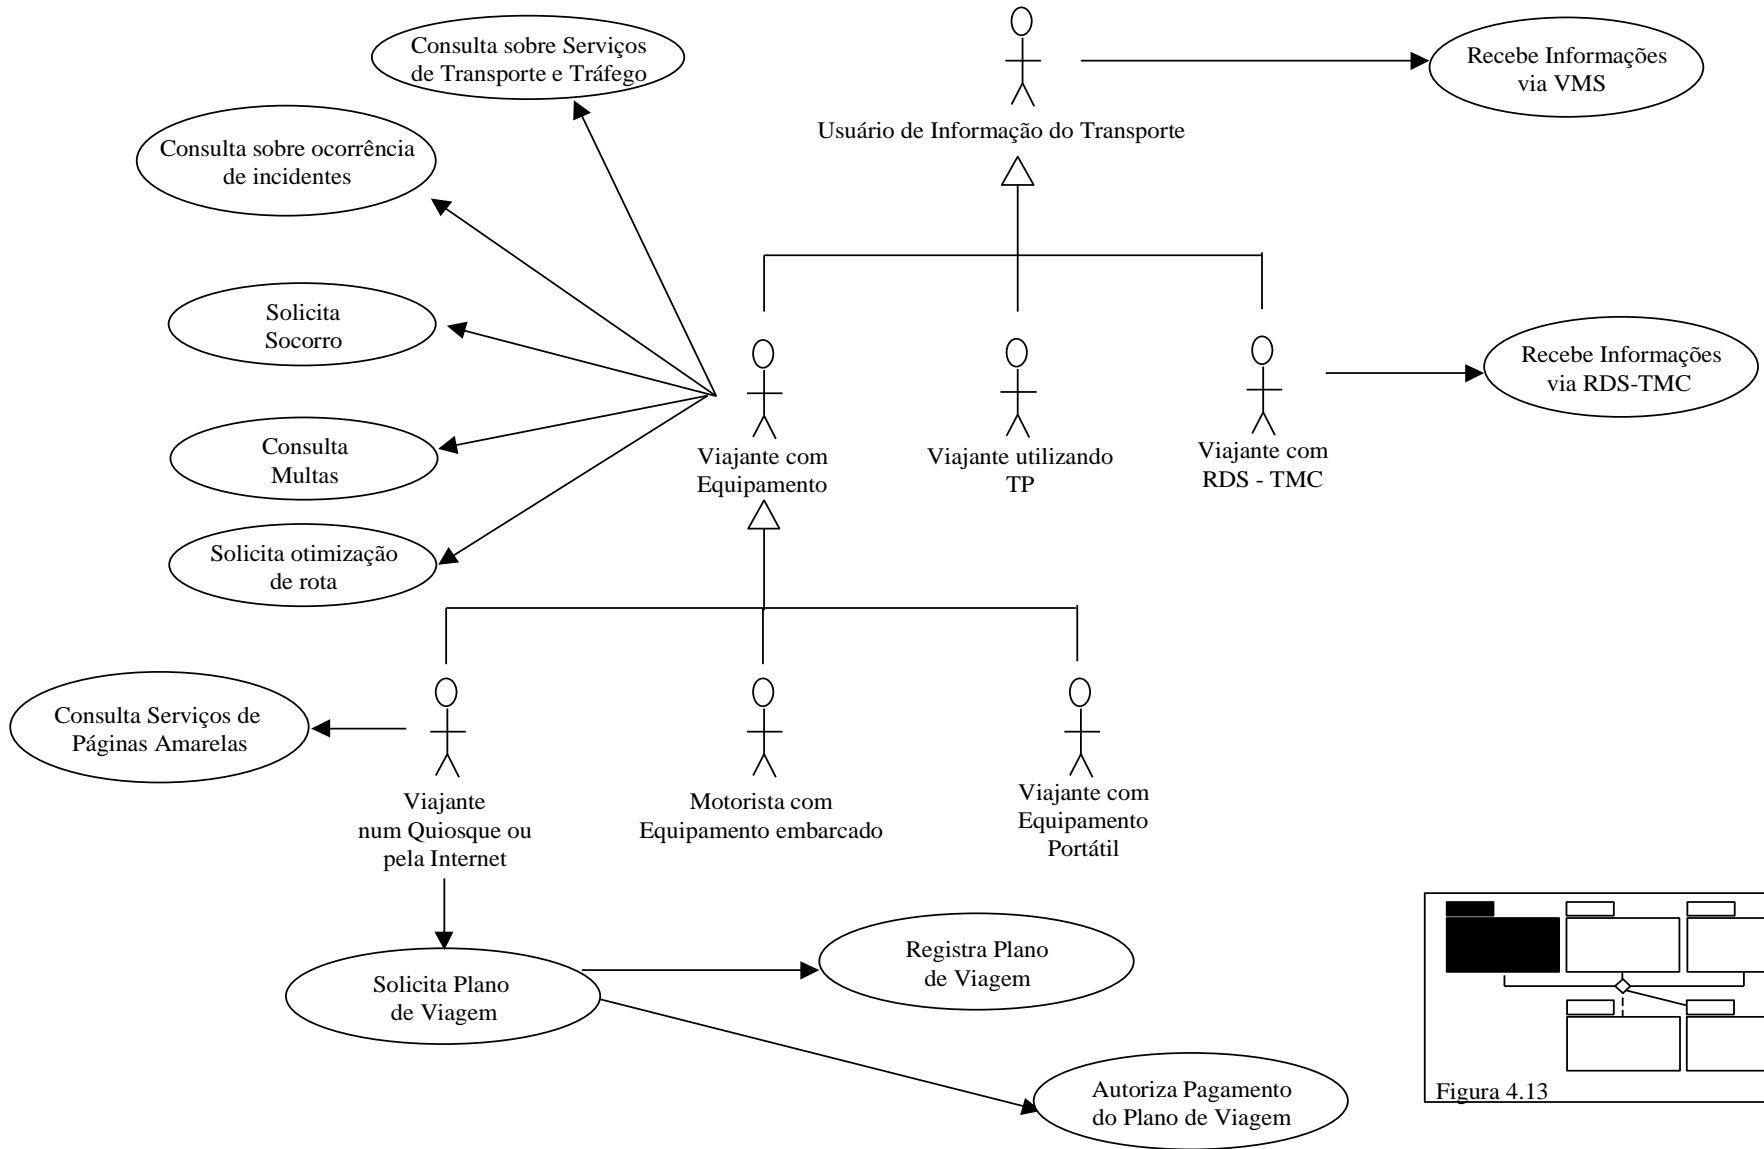 Consulta sobre Serviços
de Transporte e Tráfego
Recebe Informações
via VMS
Usuário de Informação do Transporte
Consulta sobre ocorrência
de incidentes
Solicita
Socorro
Recebe Informações
via RDS-TMC
Consulta
Multas
Viajante com
Equipamento
Viajante utilizando
TP
Viajante com
RDS - TMC
Solicita otimização
de rota
Consulta Serviços de
Páginas Amarelas
Viajante
num Quiosque ou
pela Internet
Motorista com
Equipamento embarcado
Viajante com
Equipamento
Portátil
Solicita Plano
de Viagem
Registra Plano
de Viagem
Autoriza Pagamento
do Plano de Viagem
Figura 4.13